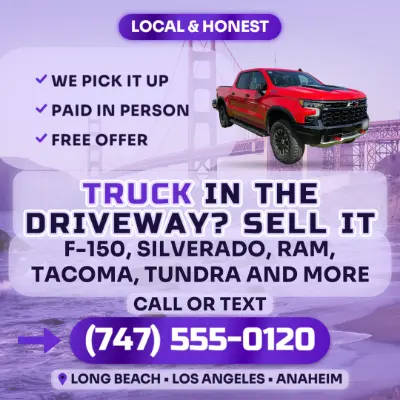 LOCAL & HONEST
✓ WE PICK IT UP
✓ PAID IN PERSON
✓ FREE OFFER
TRUCK IN THE
DRIVEWAY? SELL IT
F-150, SILVERADO, RAM,
TACOMA, TUNDRA AND MORE
CALL OR TEXT
(747) 555-0120
LONG BEACH • LOS ANGELES • ANAHEIM